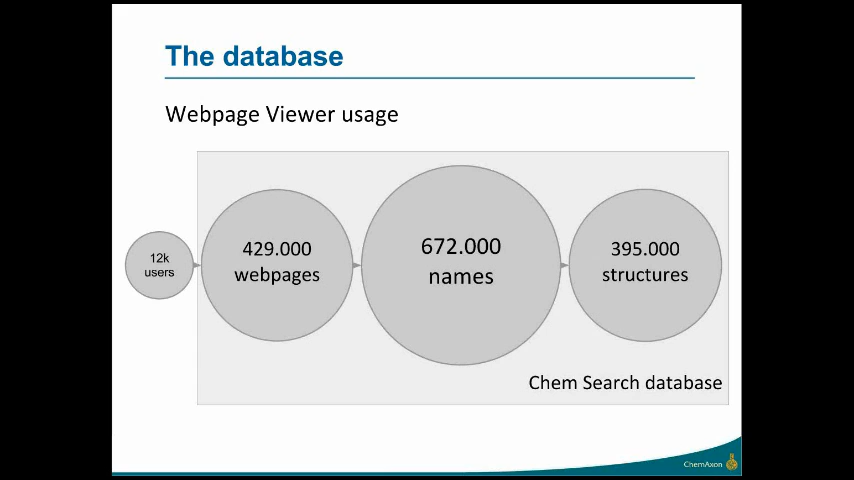 The database
Webpage Viewer usage
12k
users
429.000
webpages
672.000
names
395.000
structures
Chem Search database
ChemAxon